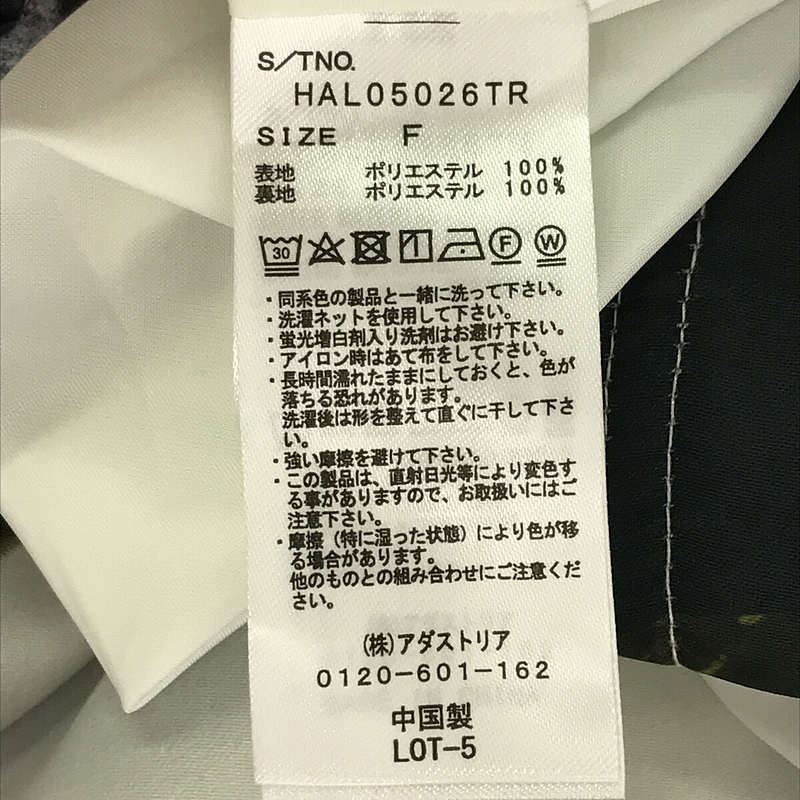 S/TNO.
HAL05026TR
SIZE F
表地 ポリエステル 100%
裏地 ポリエステル 100%
30 F W
・同系色の製品と一緒に洗って下さい。
・洗濯ネットを使用して下さい。
・蛍光増白剤入り洗剤はお避け下さい。
・アイロン時はあて布をして下さい。
・長時間濡れたままにしておくと、色が
落ちる恐れがあります。
洗濯後は形を整えて直ぐに干して下さ
い。
・強い摩擦を避けて下さい。
・この製品は、直射日光等により変色す
る事がありますので、お取扱いにはご
注意下さい。
・摩擦（特に湿った状態）により色が移
る場合があります。
他のものとの組み合わせにご注意くだ
さい。
(株)アダストリア
0120-601-162
中国製
LOT-5